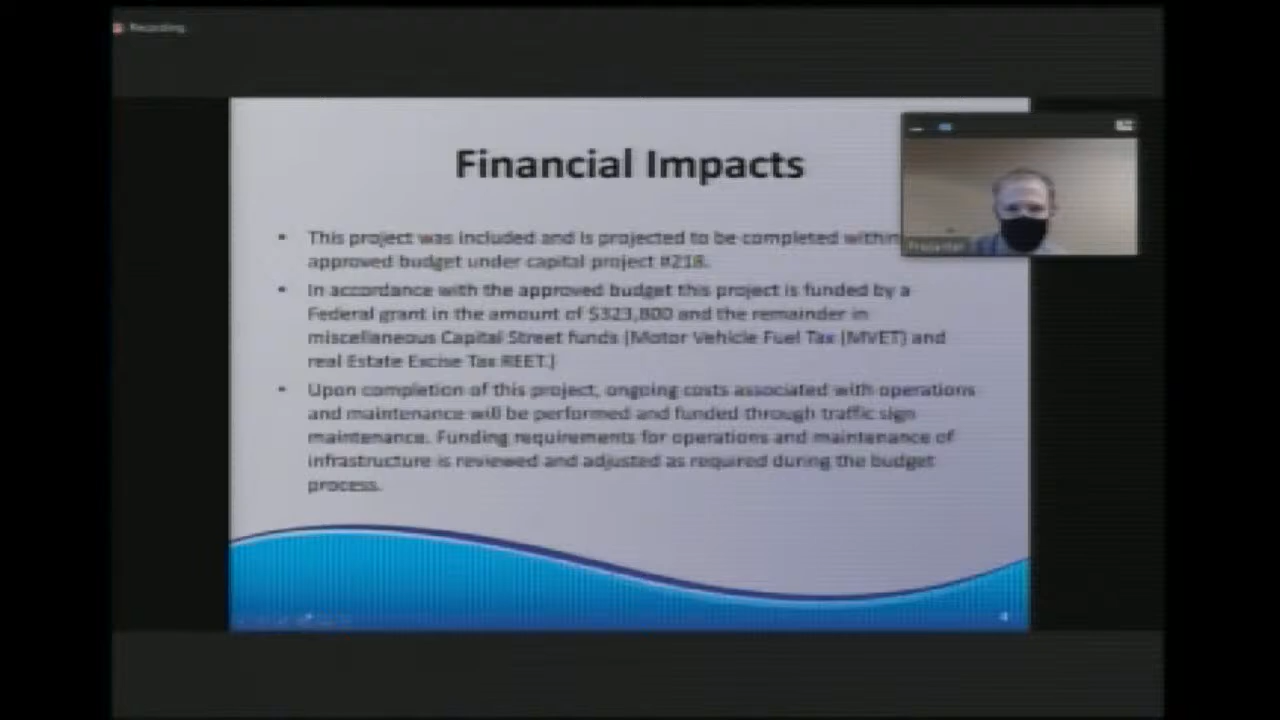 Recording
Financial Impacts
• This project was included and is projected to be completed within
approved budget under capital project #218.
• In accordance with the approved budget this project is funded by a
Federal grant in the amount of $323,800 and the remainder in
miscellaneous Capital Street funds (Motor Vehicle Fuel Tax (MVET) and
real Estate Excise Tax REET.)
• Upon completion of this project, ongoing costs associated with operations
and maintenance will be performed and funded through traffic sign
maintenance. Funding requirements for operations and maintenance of
infrastructure is reviewed and adjusted as required during the budget
process.
Presenter
4